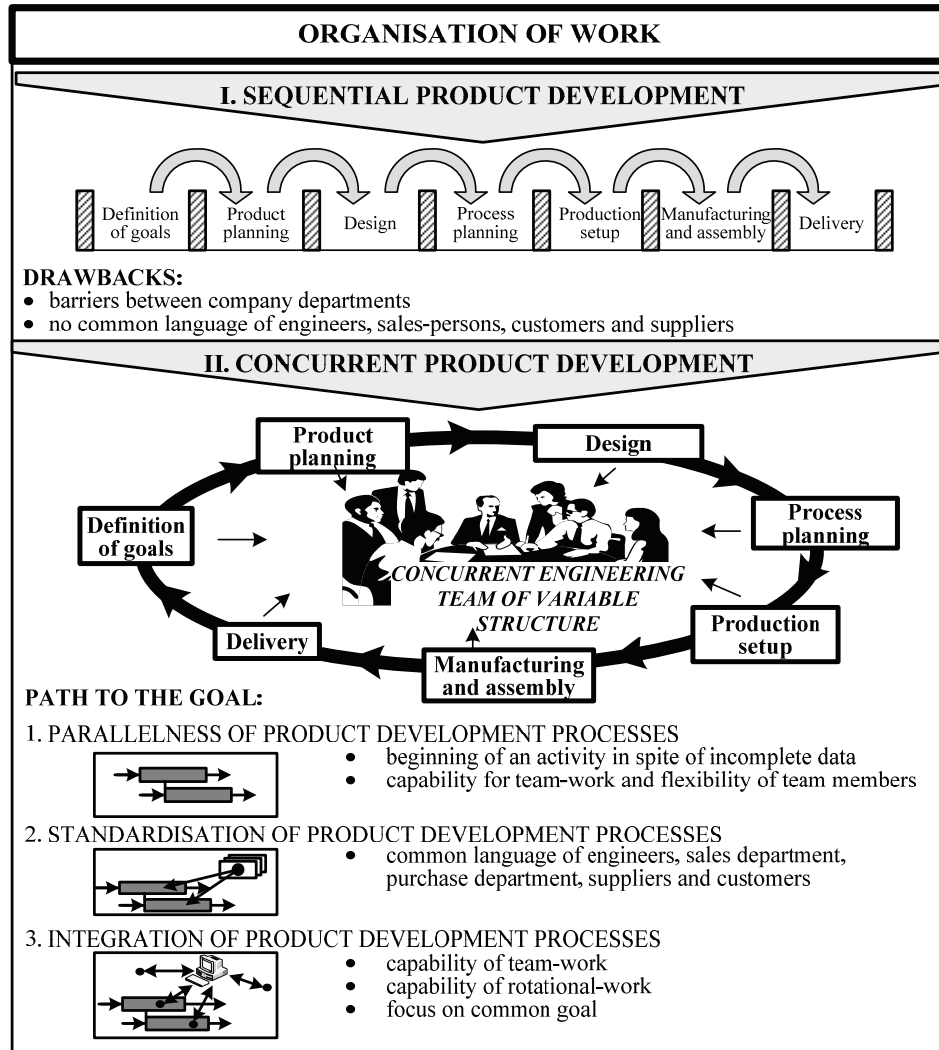 ORGANISATION OF WORK
I. SEQUENTIAL PRODUCT DEVELOPMENT
Definition
of goals
Product
planning
Design
Process
planning
Production
setup
Manufacturing
and assembly
Delivery
DRAWBACKS:
• barriers between company departments
• no common language of engineers, sales-persons, customers and suppliers
II. CONCURRENT PRODUCT DEVELOPMENT
Product
planning
Design
Definition
of goals
Process
planning
CONCURRENT ENGINEERING
TEAM OF VARIABLE
STRUCTURE
Delivery
Production
setup
Manufacturing
and assembly
PATH TO THE GOAL:
1. PARALLELNESS OF PRODUCT DEVELOPMENT PROCESSES
• beginning of an activity in spite of incomplete data
• capability for team-work and flexibility of team members
2. STANDARDISATION OF PRODUCT DEVELOPMENT PROCESSES
• common language of engineers, sales department,
purchase department, suppliers and customers
3. INTEGRATION OF PRODUCT DEVELOPMENT PROCESSES
• capability of team-work
• capability of rotational-work
• focus on common goal